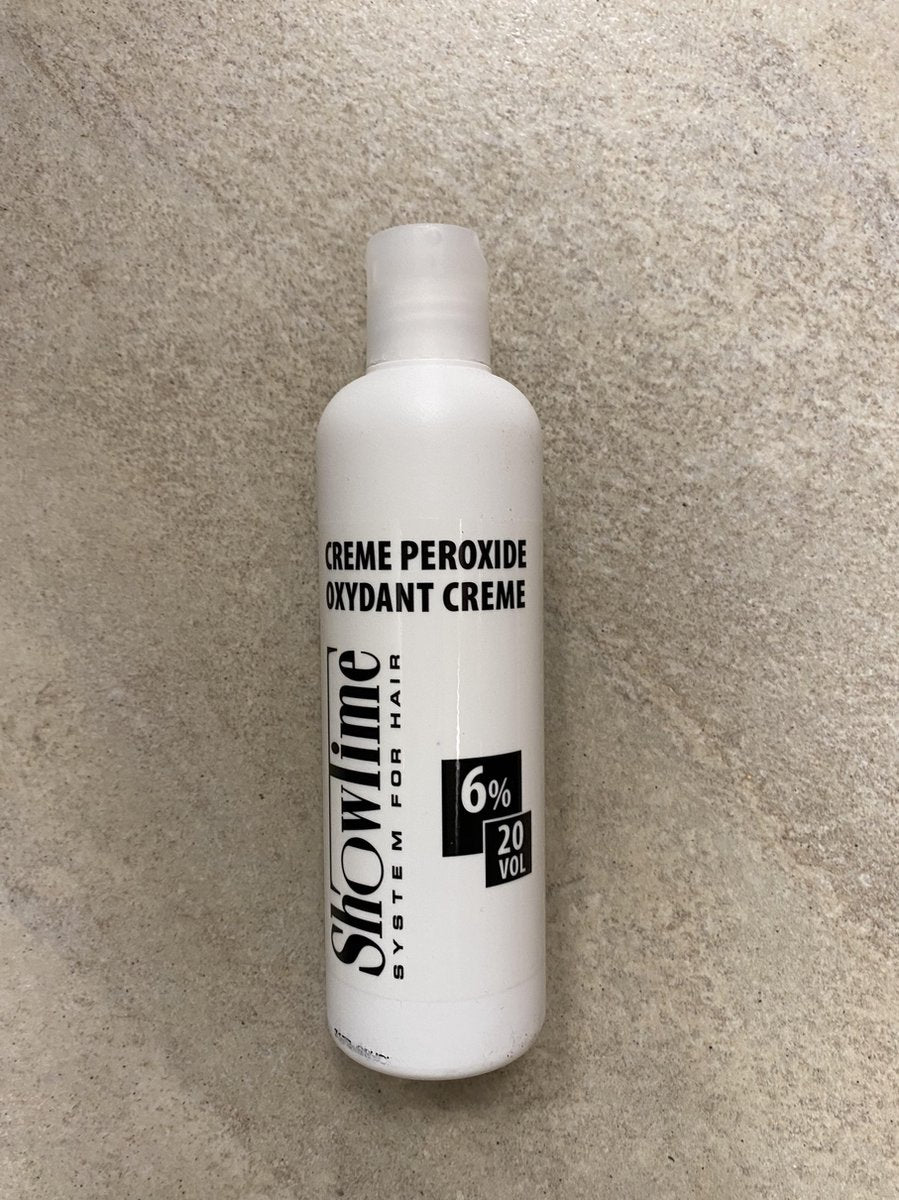 CREME PEROXIDE
OXYDANT CREME
ShowTime
SYSTEM FOR HAIR
6%
20
VOL